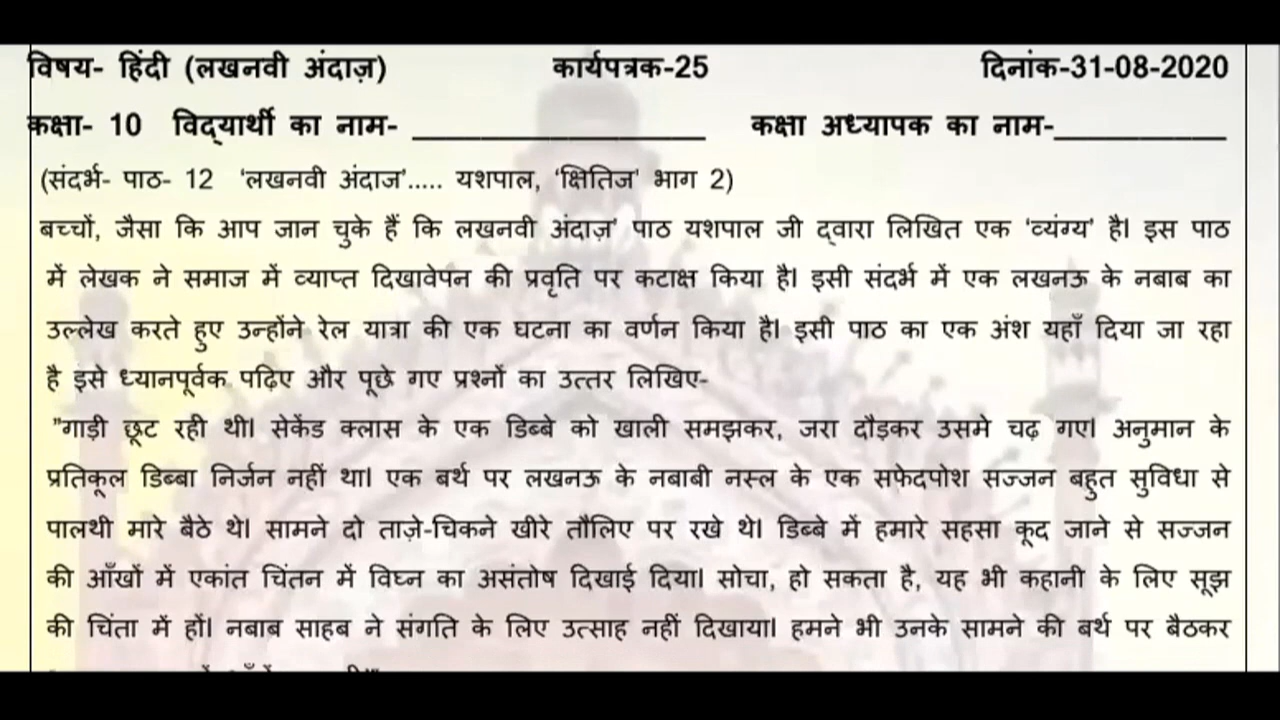 विषय- हिंदी (लखनवी अंदाज़) कार्यपत्रक-25 दिनांक-31-08-2020
कक्षा- 10 विद्यार्थी का नाम- ____________________ कक्षा अध्यापक का नाम-____________
(संदर्भ- पाठ- 12 'लखनवी अंदाज'..... यशपाल, 'क्षितिज' भाग 2)
बच्चों, जैसा कि आप जान चुके हैं कि लखनवी अंदाज़' पाठ यशपाल जी द्वारा लिखित एक 'व्यंग्य' है। इस पाठ
में लेखक ने समाज में व्याप्त दिखावेपन की प्रवृति पर कटाक्ष किया है। इसी संदर्भ में एक लखनऊ के नबाब का
उल्लेख करते हुए उन्होंने रेल यात्रा की एक घटना का वर्णन किया है। इसी पाठ का एक अंश यहाँ दिया जा रहा
है इसे ध्यानपूर्वक पढ़िए और पूछे गए प्रश्नों का उत्तर लिखिए-
"गाड़ी छूट रही थी। सेकेंड क्लास के एक डिब्बे को खाली समझकर, जरा दौड़कर उसमे चढ़ गए। अनुमान के
प्रतिकूल डिब्बा निर्जन नहीं था। एक बर्थ पर लखनऊ के नबाबी नस्ल के एक सफेदपोश सज्जन बहुत सुविधा से
पालथी मारे बैठे थे। सामने दो ताज़े-चिकने खीरे तौलिए पर रखे थे। डिब्बे में हमारे सहसा कूद जाने से सज्जन
की आँखों में एकांत चिंतन में विघ्न का असंतोष दिखाई दिया। सोचा, हो सकता है, यह भी कहानी के लिए सूझ
की चिंता में हों। नबाब साहब ने संगति के लिए उत्साह नहीं दिखाया। हमने भी उनके सामने की बर्थ पर बैठकर